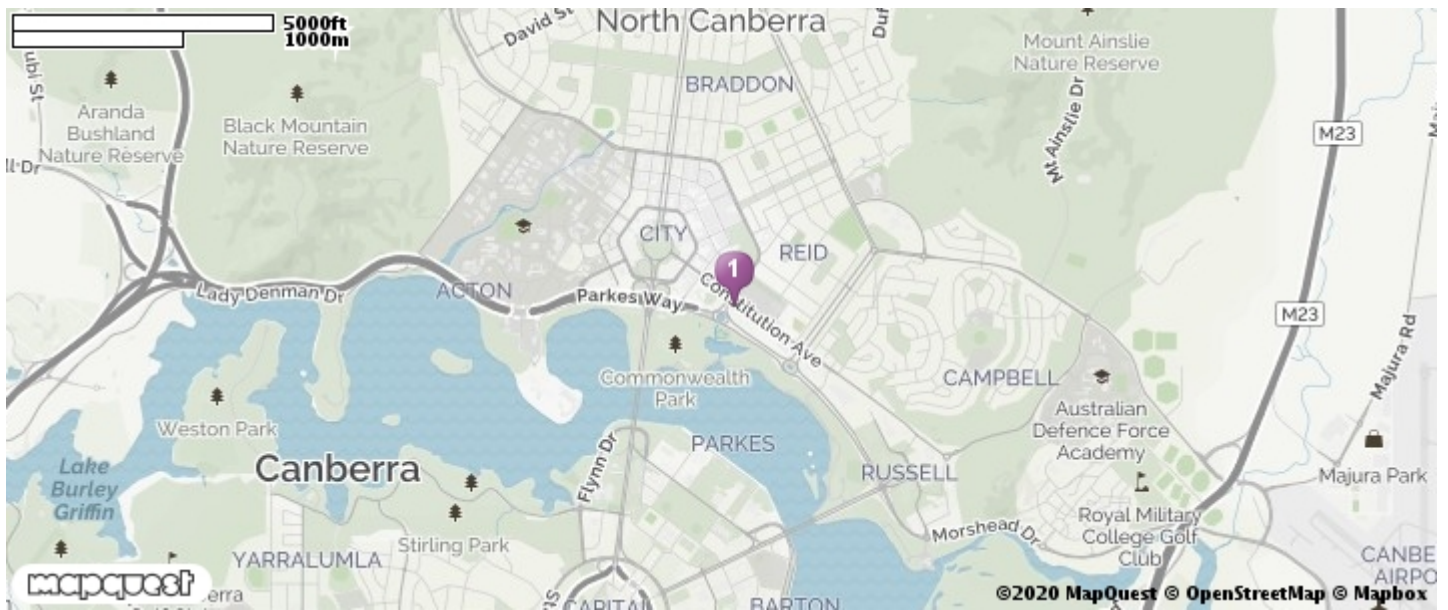 5000ft
1000m
North Canberra
David St
Mount Ainslie
Nature Reserve
BRADDON
Aranda
Bushland
Nature Reserve
Black Mountain
Nature Reserve
Mt Ainslie Dr
M23
CITY
REID
1
Constitution Ave
Parkes Way
ACTON
Lady Denman Dr
M23
Majura Rd
Commonwealth
Park
CAMPBELL
Weston Park
Australian
Defence Force
Academy
PARKES
Flynn Dr
Canberra
RUSSELL
Majura Park
Lake
Burley
Griffin
Stirling Park
YARRALUMLA
Morshead Dr
Royal Military
College Golf
Club
mapquest
BARTON
©2020 MapQuest © OpenStreetMap © Mapbox